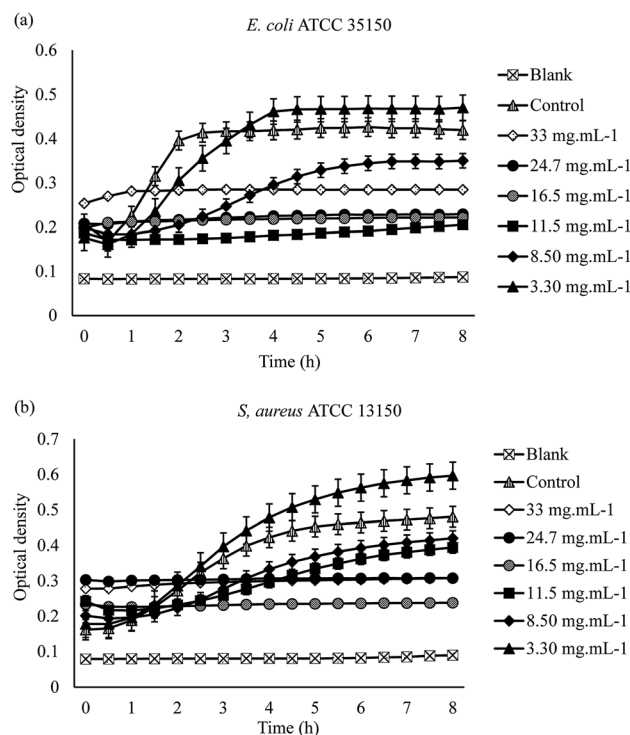 (a)
E. coli ATCC 35150
0.6
0.5
0.4
0.3
0.2
0.1
0
Optical density
0 1 2 3 4 5 6 7 8
Time (h)
Blank
Control
33 mg.mL-1
24.7 mg.mL-1
16.5 mg.mL-1
11.5 mg.mL-1
8.50 mg.mL-1
3.30 mg.mL-1
(b)
S, aureus ATCC 13150
0.7
0.6
0.5
0.4
0.3
0.2
0.1
0
Optical density
0 1 2 3 4 5 6 7 8
Time (h)
Blank
Control
33 mg.mL-1
24.7 mg.mL-1
16.5 mg.mL-1
11.5 mg.mL-1
8.50 mg.mL-1
3.30 mg.mL-1